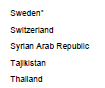 Sweden*
Switzerland
Syrian Arab Republic
Tajikistan
Thailand